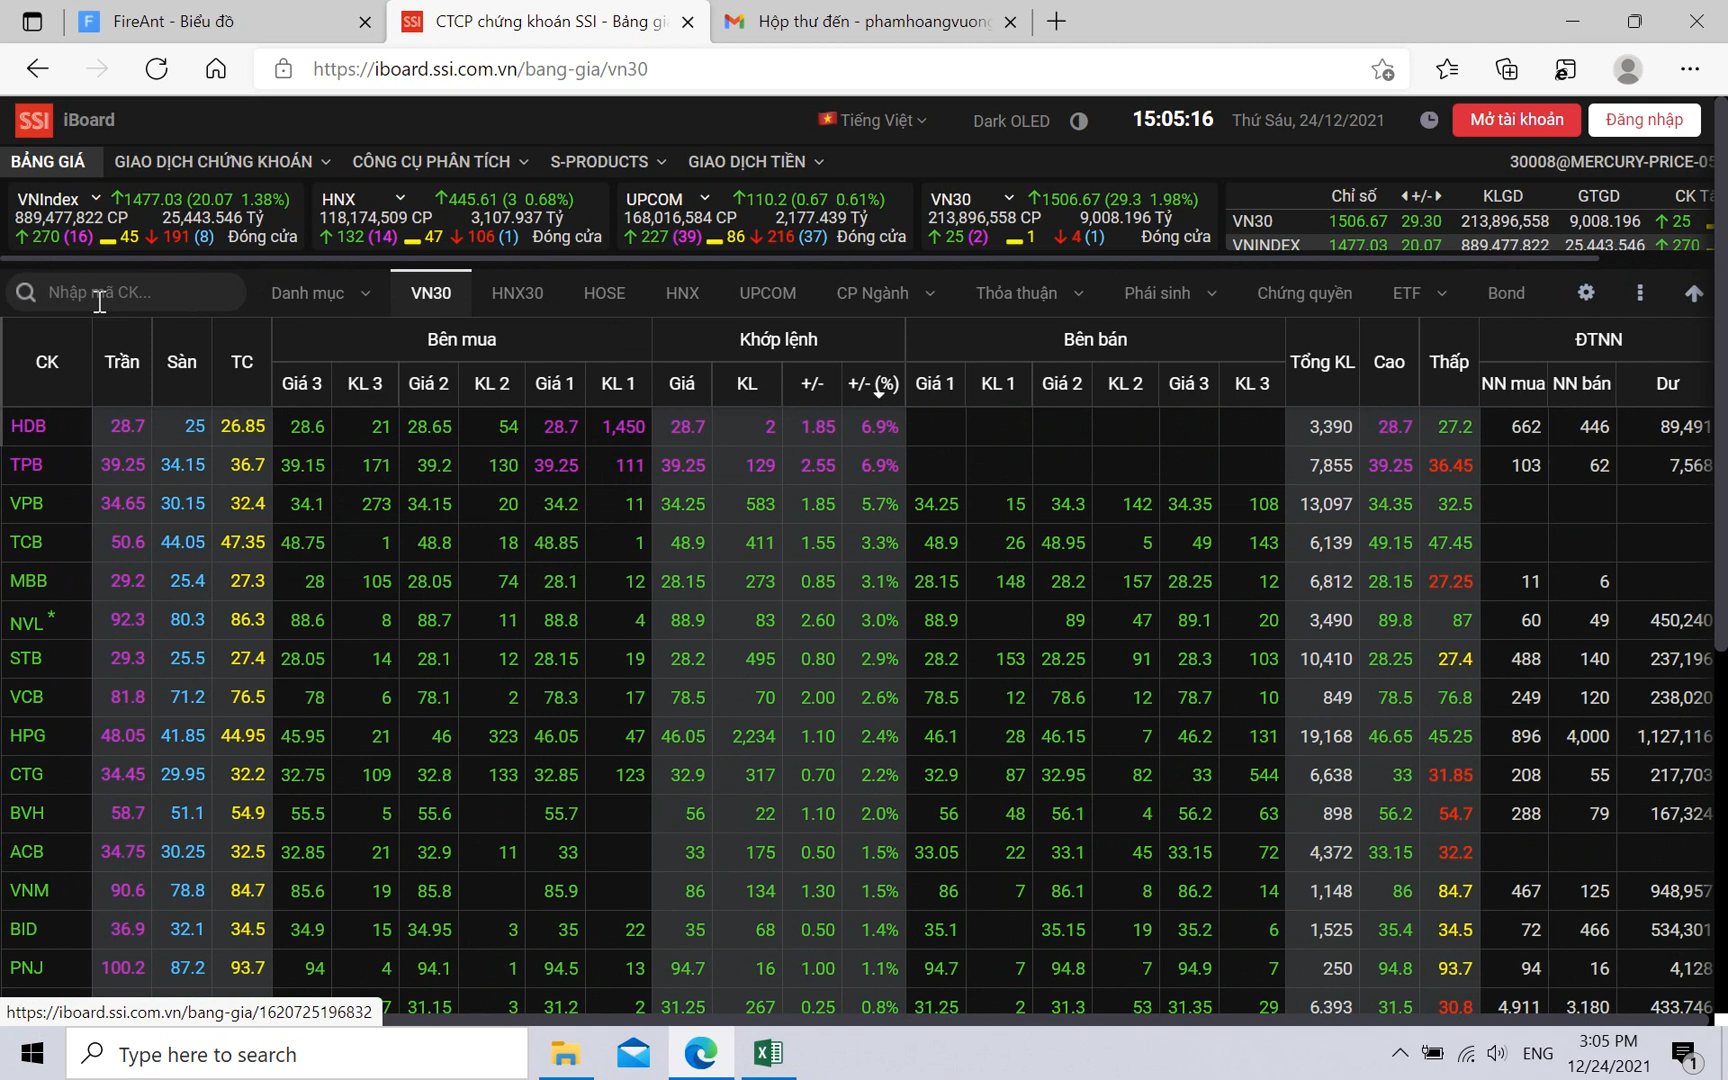 FireAnt - Biểu đồ
CTCP chứng khoán SSI - Bảng gi
Hộp thư đến - phamhoangvuong
https://iboard.ssi.com.vn/bang-gia/vn30
SSI iBoard Tiếng Việt Dark OLED 15:05:16 Thứ Sáu, 24/12/2021 Mở tài khoản Đăng nhập
BẢNG GIÁ GIAO DỊCH CHỨNG KHOÁN CÔNG CỤ PHÂN TÍCH S-PRODUCTS GIAO DỊCH TIỀN 30008@MERCURY-PRICE-05
VNIndex 1477.03 (20.07 1.38%)
889,477,822 CP 25,443.546 Tỷ
270 (16) 45 191 (8) Đóng cửa
HNX 445.61 (3 0.68%)
118,174,509 CP 3,107.937 Tỷ
132 (14) 47 106 (1) Đóng cửa
UPCOM 110.2 (0.67 0.61%)
168,016,584 CP 2,177.439 Tỷ
227 (39) 86 216 (37) Đóng cửa
VN30 1506.67 (29.3 1.98%)
213,896,558 CP 9,008.196 Tỷ
25 (2) 1 4 (1) Đóng cửa
Chỉ số +/- KLGD GTGD CK Tă
VN30 1506.67 29.30 213,896,558 9,008.196 25
VNINDEX 1477.03 20.07 889,477,822 25,443.546 270
Nhập mã CK... Danh mục VN30 HNX30 HOSE HNX UPCOM CP Ngành Thỏa thuận Phái sinh Chứng quyền ETF Bond
CK Trần Sàn TC Bên mua Khớp lệnh Bên bán Tổng KL Cao Thấp ĐTNN
Giá 3 KL 3 Giá 2 KL 2 Giá 1 KL 1 Giá KL +/- +/- (%) Giá 1 KL 1 Giá 2 KL 2 Giá 3 KL 3 NN mua NN bán Dư
HDB 28.7 25 26.85 28.6 21 28.65 54 28.7 1,450 28.7 2 1.85 6.9% 3,390 28.7 27.2 662 446 89,491
TPB 39.25 34.15 36.7 39.15 171 39.2 130 39.25 111 39.25 129 2.55 6.9% 7,855 39.25 36.45 103 62 7,568
VPB 34.65 30.15 32.4 34.1 273 34.15 20 34.2 11 34.25 583 1.85 5.7% 34.25 15 34.3 142 34.35 108 13,097 34.35 32.5
TCB 50.6 44.05 47.35 48.75 1 48.8 18 48.85 1 48.9 411 1.55 3.3% 48.9 26 48.95 5 49 143 6,139 49.15 47.45
MBB 29.2 25.4 27.3 28 105 28.05 74 28.1 12 28.15 273 0.85 3.1% 28.15 148 28.2 157 28.25 12 6,812 28.15 27.25 11 6
NVL * 92.3 80.3 86.3 88.6 8 88.7 11 88.8 4 88.9 83 2.60 3.0% 88.9 89 47 89.1 20 3,490 89.8 87 60 49 450,240
STB 29.3 25.5 27.4 28.05 14 28.1 12 28.15 19 28.2 495 0.80 2.9% 28.2 153 28.25 91 28.3 103 10,410 28.25 27.4 488 140 237,196
VCB 81.8 71.2 76.5 78 6 78.1 2 78.3 17 78.5 70 2.00 2.6% 78.5 12 78.6 12 78.7 10 849 78.5 76.8 249 120 238,020
HPG 48.05 41.85 44.95 45.95 21 46 323 46.05 47 46.05 2,234 1.10 2.4% 46.1 28 46.15 7 46.2 131 19,168 46.65 45.25 896 4,000 1,127,116
CTG 34.45 29.95 32.2 32.75 109 32.8 133 32.85 123 32.9 317 0.70 2.2% 32.9 87 32.95 82 33 544 6,638 33 31.85 208 55 217,703
BVH 58.7 51.1 54.9 55.5 5 55.6 55.7 56 22 1.10 2.0% 56 48 56.1 4 56.2 63 898 56.2 54.7 288 79 167,324
ACB 34.75 30.25 32.5 32.85 21 32.9 11 33 33 175 0.50 1.5% 33.05 22 33.1 45 33.15 72 4,372 33.15 32.2
VNM 90.6 78.8 84.7 85.6 19 85.8 85.9 86 134 1.30 1.5% 86 7 86.1 8 86.2 14 1,148 86 84.7 467 125 948,957
BID 36.9 32.1 34.5 34.9 15 34.95 3 35 22 35 68 0.50 1.4% 35.1 35.15 19 35.2 6 1,525 35.4 34.5 72 466 534,301
PNJ 100.2 87.2 93.7 94 4 94.1 1 94.5 13 94.7 16 1.00 1.1% 94.7 7 94.8 7 94.9 7 250 94.8 93.7 94 16 4,128
7 31.15 3 31.2 2 31.25 267 0.25 0.8% 31.25 2 31.3 53 31.35 29 6,393 31.5 30.8 4,911 3,180 433,746
https://iboard.ssi.com.vn/bang-gia/1620725196832
Type here to search ENG 3:05 PM
12/24/2021
1